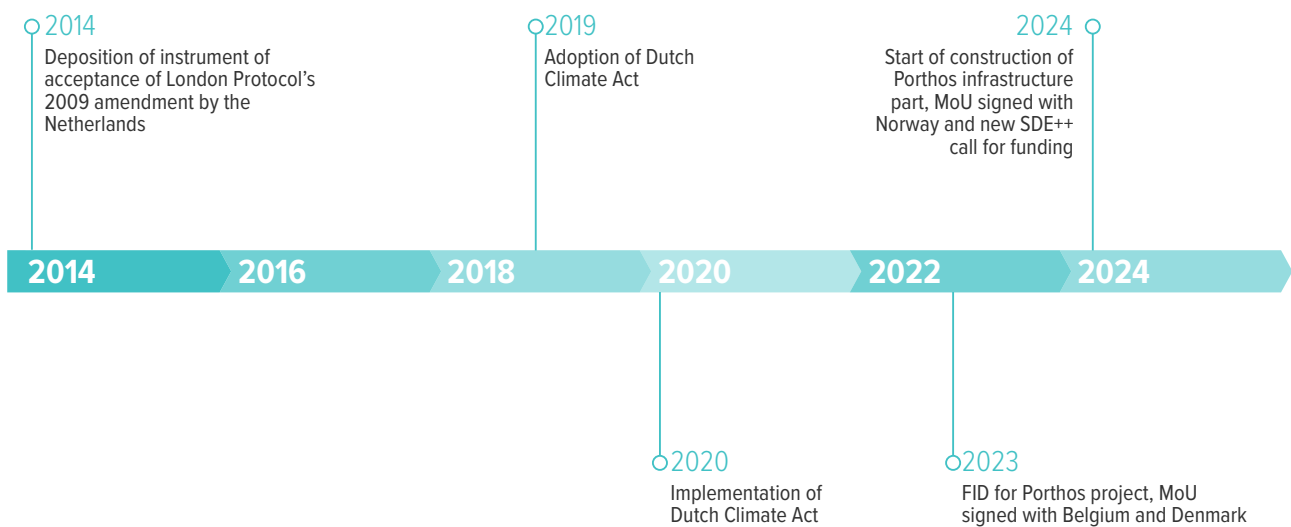 2014
Deposition of instrument of
acceptance of London Protocol’s
2009 amendment by the
Netherlands
2019
Adoption of Dutch
Climate Act
2024
Start of construction of
Porthos infrastructure
part, MoU signed with
Norway and new SDE++
call for funding
2014 2016 2018 2020 2022 2024
2020
Implementation of
Dutch Climate Act
2023
FID for Porthos project, MoU
signed with Belgium and Denmark